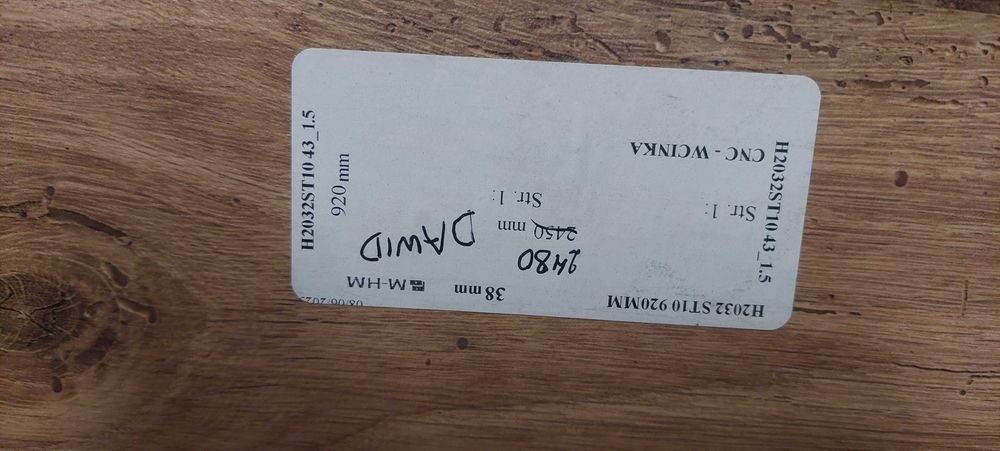 H2032 ST10 920MM
38 mm
M-HM
2480
DAWID
2450 mm
Str. 1:
Str. 1:
CNC - WCINKA
H2032ST10 43_1.5
H2032ST10 43_1.5
920 mm